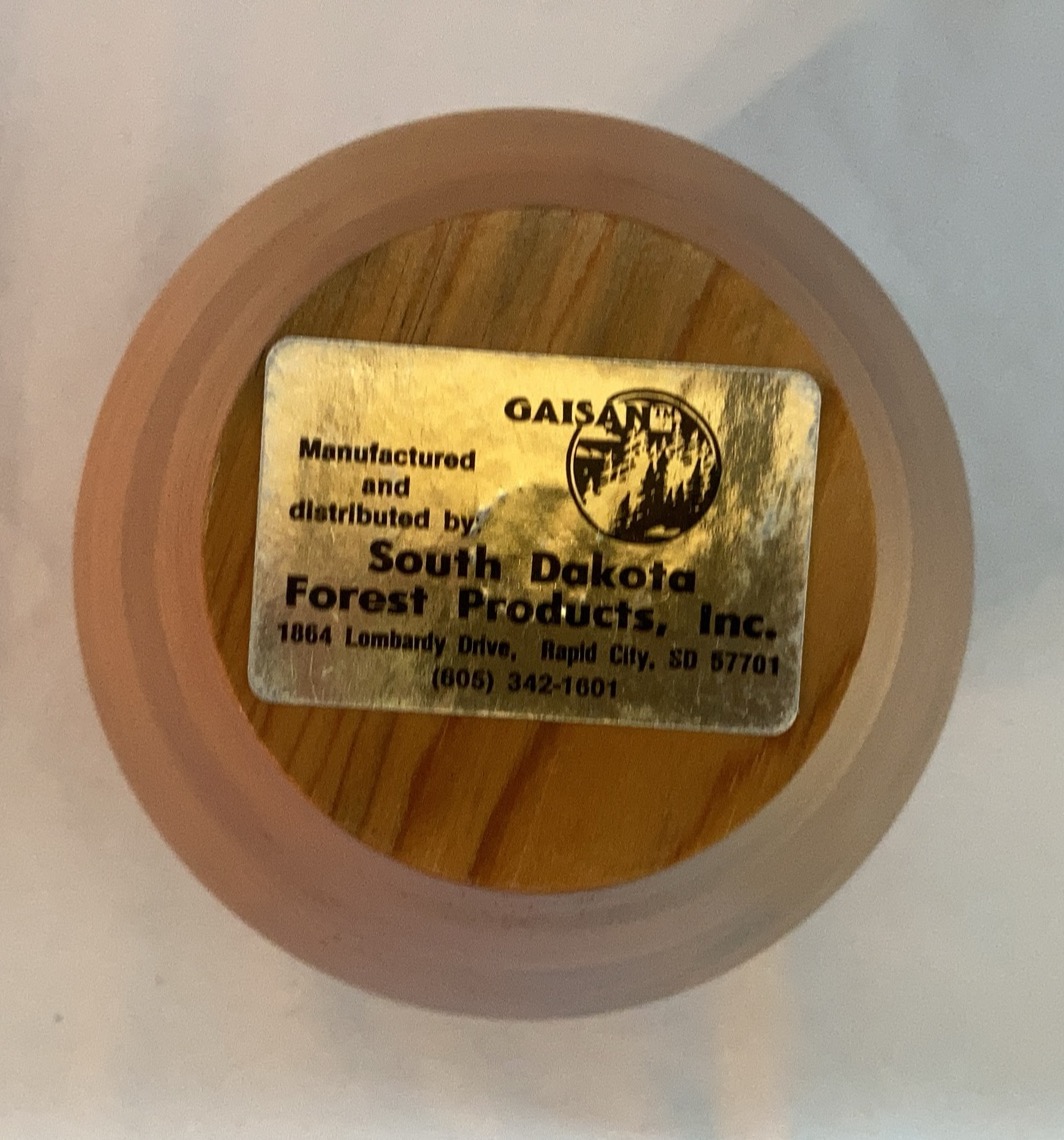 GAISAN™
Manufactured
and
distributed by:
South Dakota
Forest Products, Inc.
1864 Lombardy Drive, Rapid City, SD 57701
(605) 342-1601